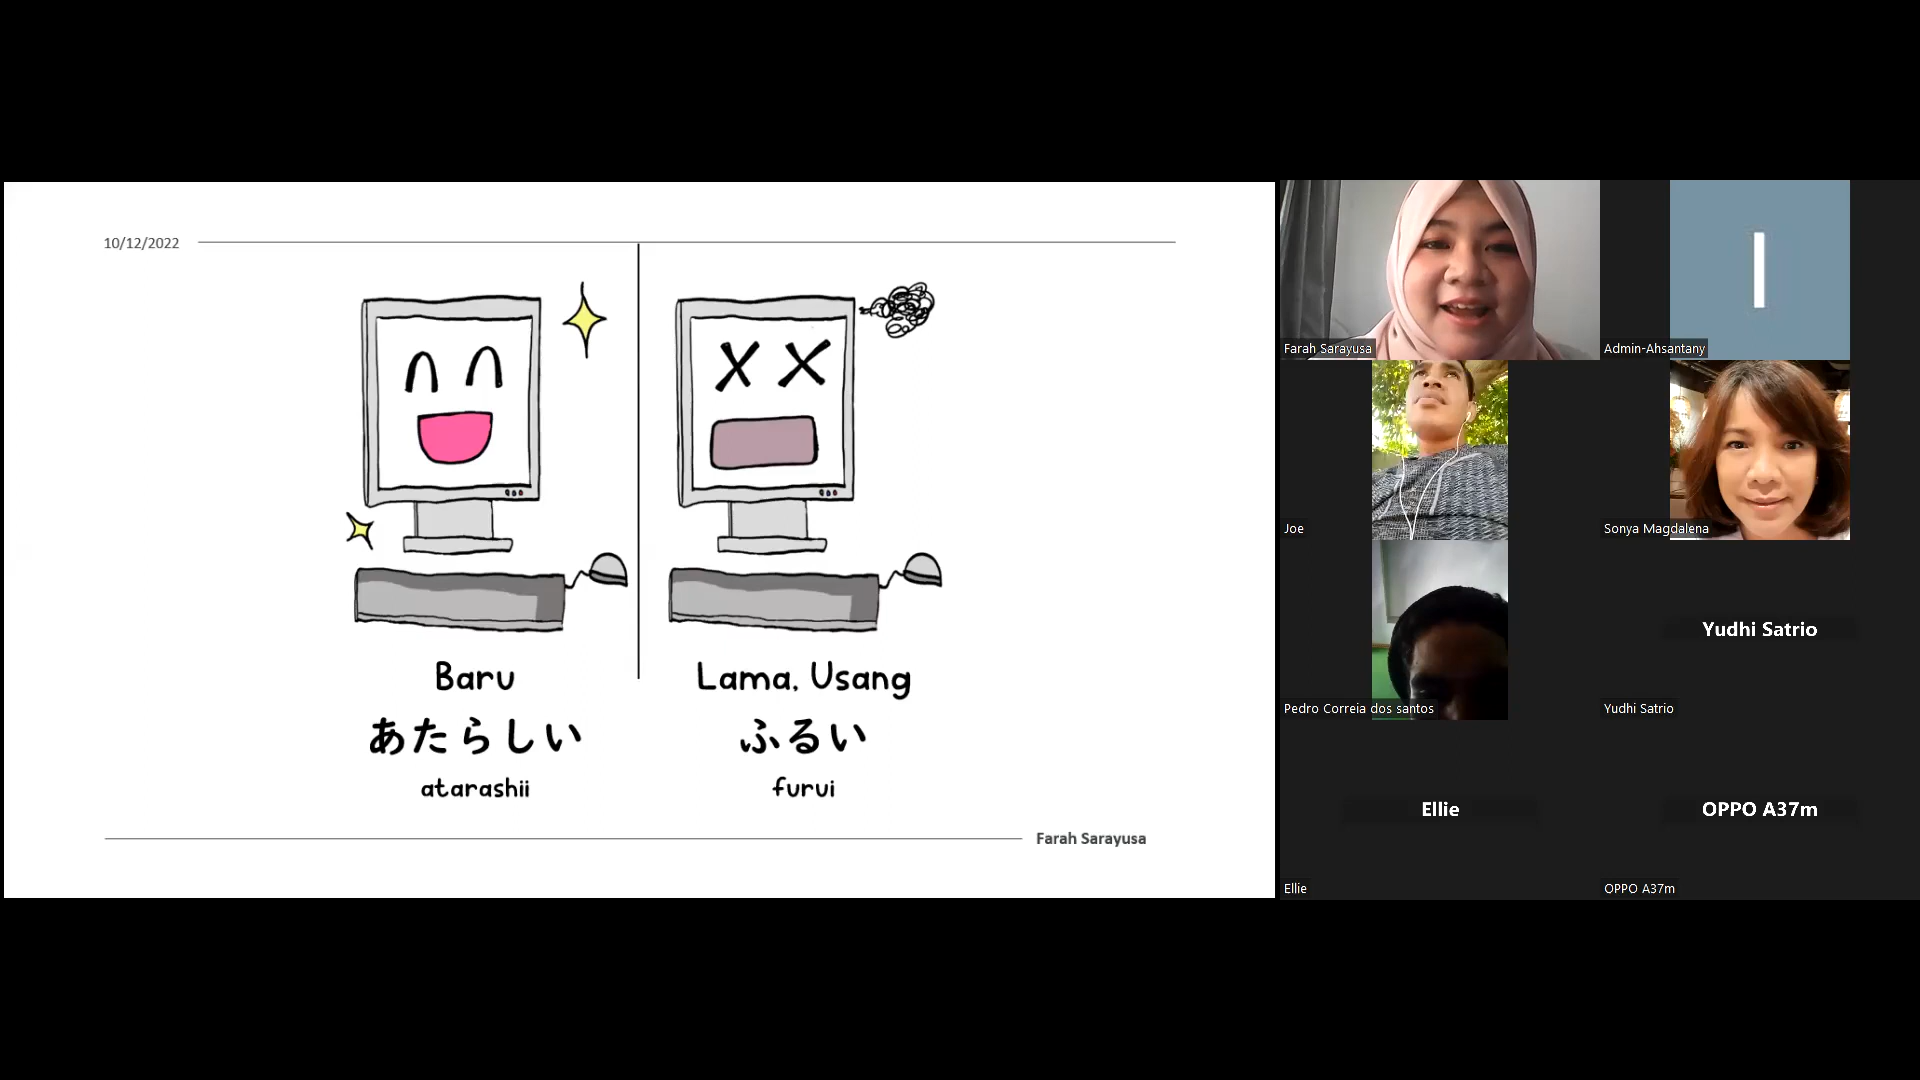 10/12/2022
Baru
あたらしい
atarashii
Lama, Usang
ふるい
furui
Farah Sarayusa
Farah Sarayusa
I
Admin-Ahsantany
Joe
Sonya Magdalena
Pedro Correia dos santos
Yudhi Satrio
Yudhi Satrio
Ellie
Ellie
OPPO A37m
OPPO A37m